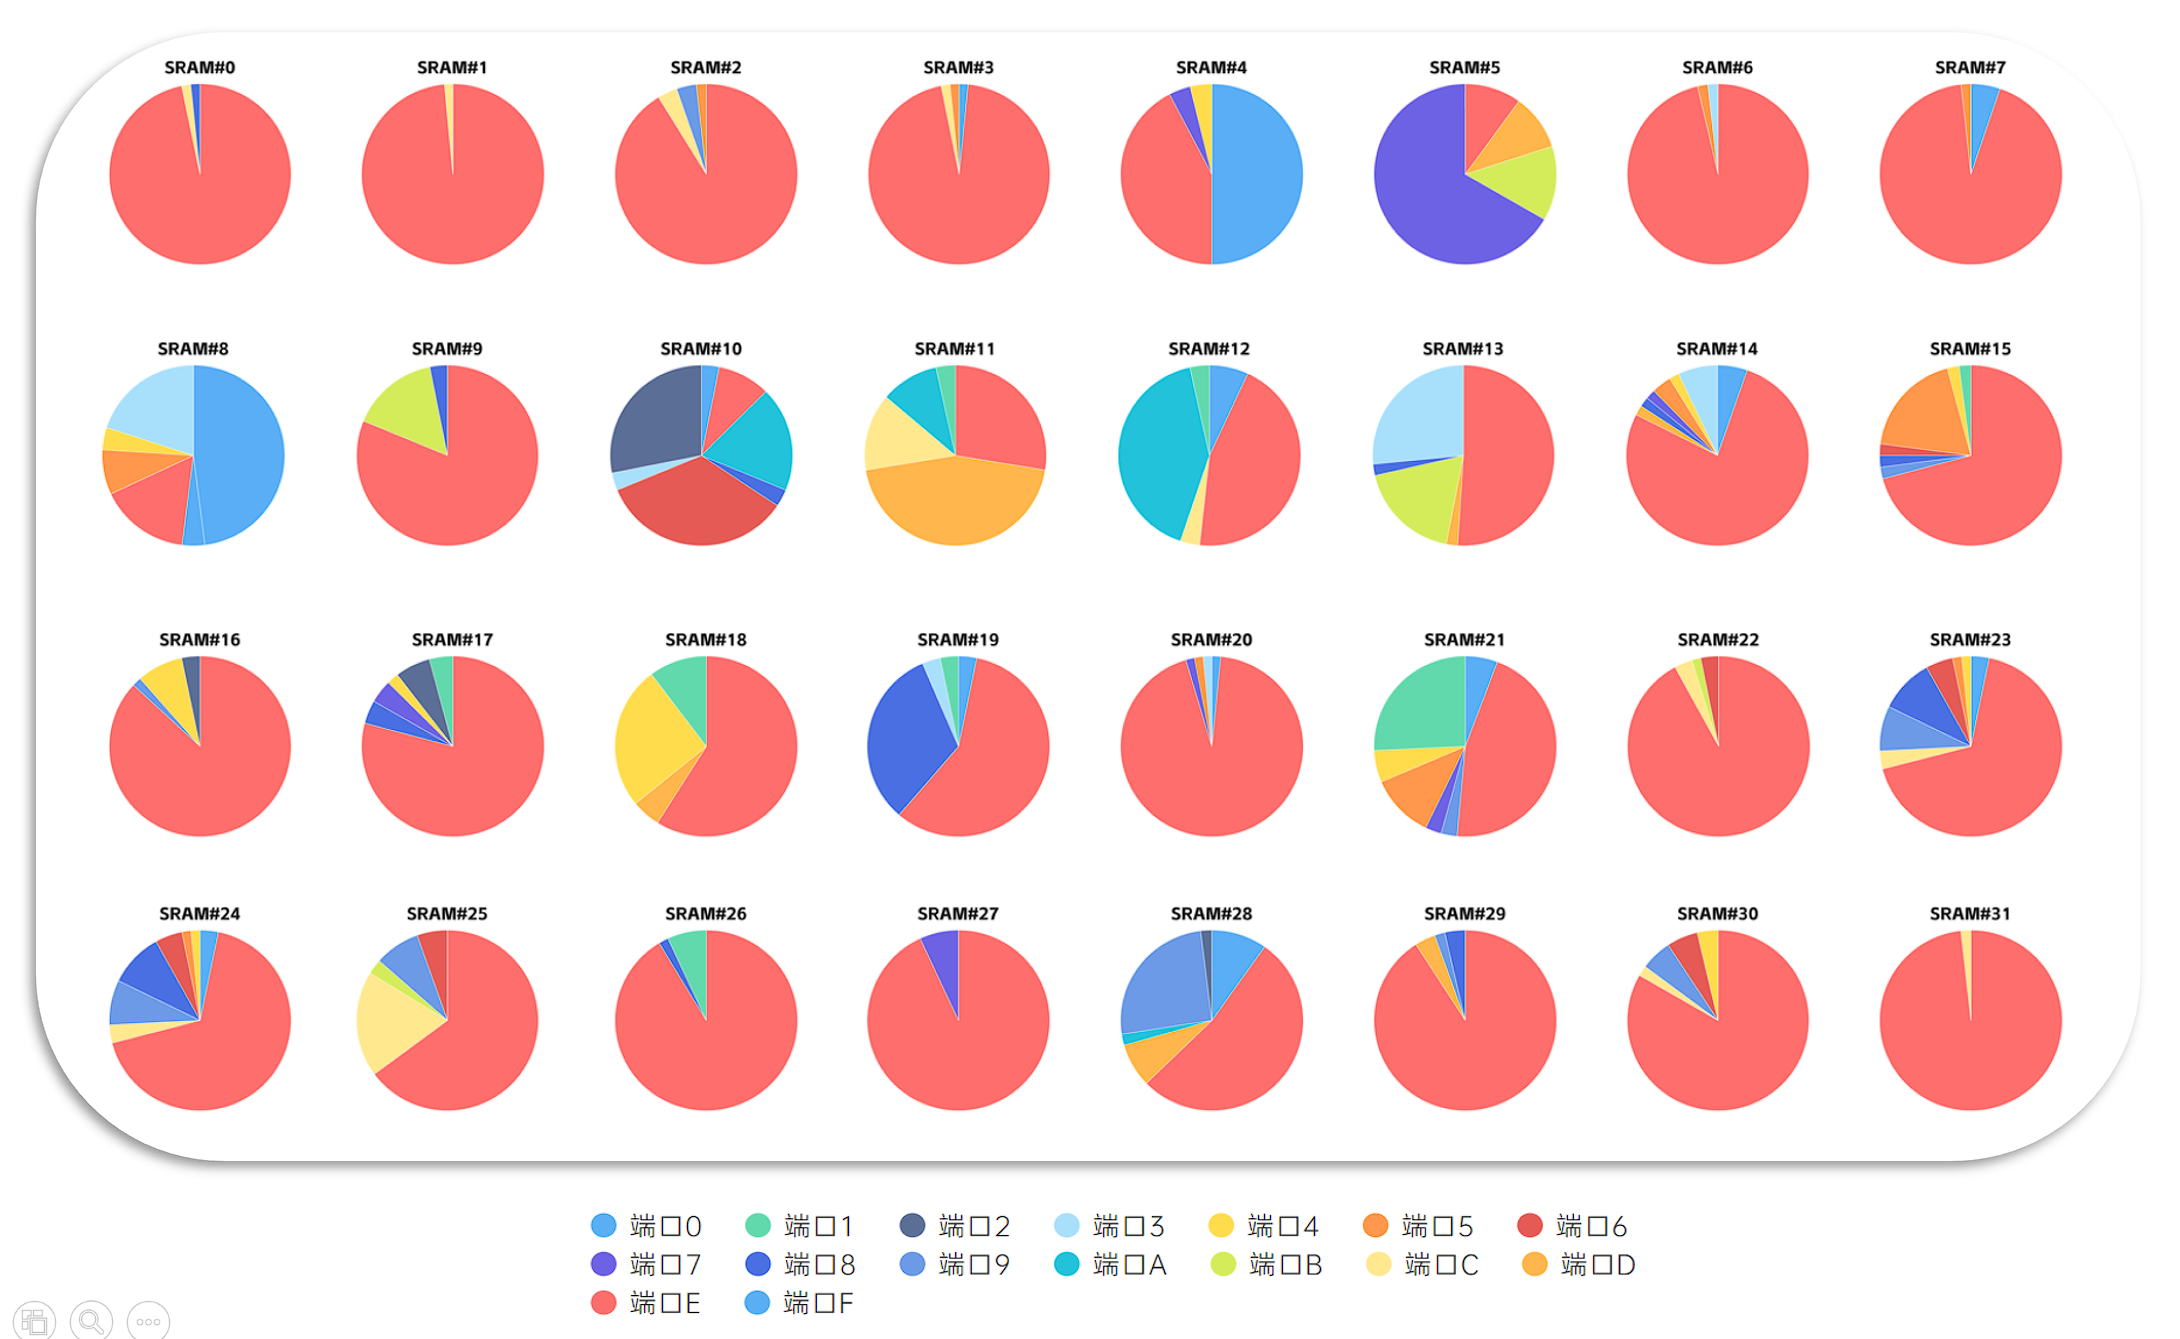 SRAM#0 SRAM#1 SRAM#2 SRAM#3 SRAM#4 SRAM#5 SRAM#6 SRAM#7
SRAM#8 SRAM#9 SRAM#10 SRAM#11 SRAM#12 SRAM#13 SRAM#14 SRAM#15
SRAM#16 SRAM#17 SRAM#18 SRAM#19 SRAM#20 SRAM#21 SRAM#22 SRAM#23
SRAM#24 SRAM#25 SRAM#26 SRAM#27 SRAM#28 SRAM#29 SRAM#30 SRAM#31
端口0 端口1 端口2 端口3 端口4 端口5 端口6
端口7 端口8 端口9 端口A 端口B 端口C 端口D
端口E 端口F